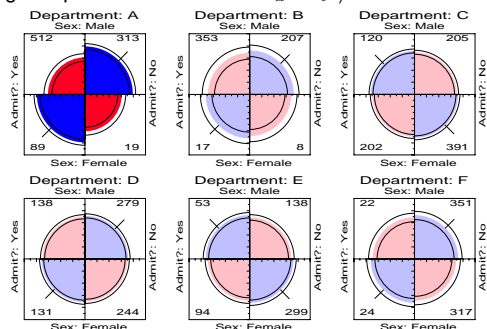 Department: A
Sex: Male
512 313
Admit?: Yes
Admit?: No
89 19
Sex: Female
Department: B
Sex: Male
353 207
Admit?: Yes
Admit?: No
17 8
Sex: Female
Department: C
Sex: Male
120 205
Admit?: Yes
Admit?: No
202 391
Sex: Female
Department: D
Sex: Male
138 279
Admit?: Yes
Admit?: No
131 244
Sex: Female
Department: E
Sex: Male
53 138
Admit?: Yes
Admit?: No
94 299
Sex: Female
Department: F
Sex: Male
22 351
Admit?: Yes
Admit?: No
24 317
Sex: Female